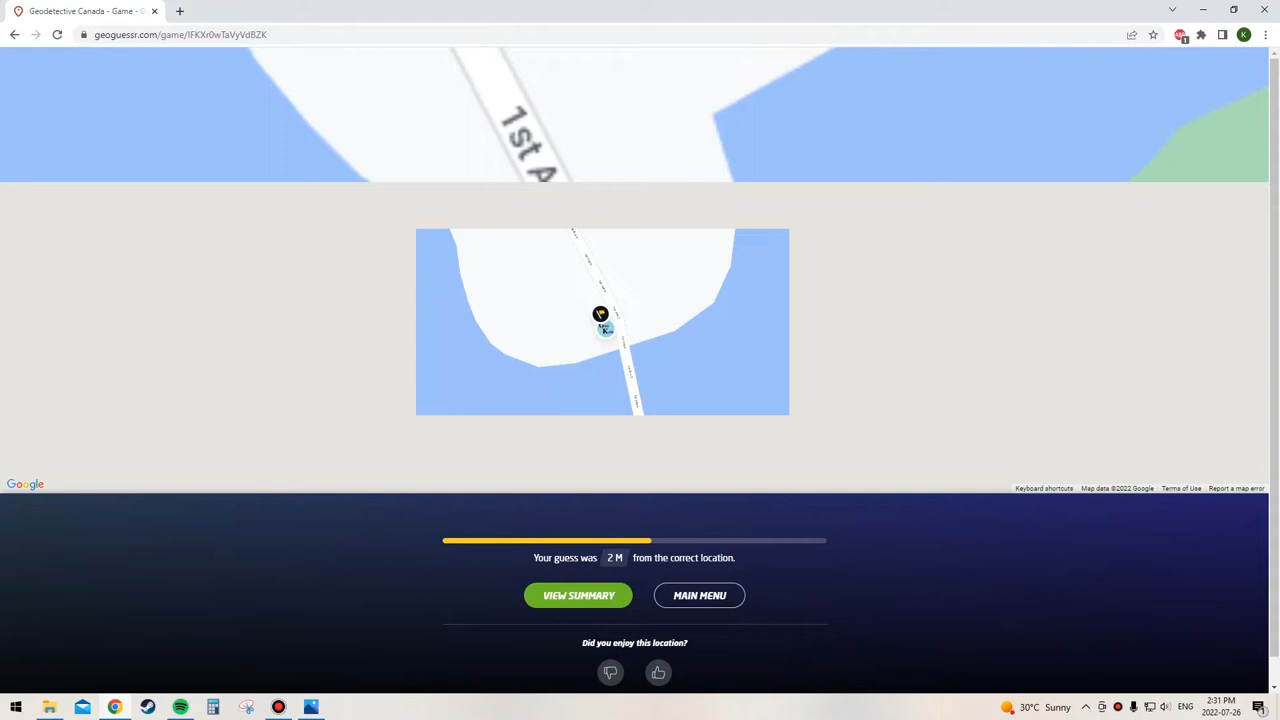 Geodetective Canada - Game - G
geoguessr.com/game/IFKXr0wTaVyVdBZK
1
K
1st A
Google
Keyboard shortcuts
Map data ©2022 Google
Terms of Use
Report a map error
Your guess was 2 M from the correct location.
VIEW SUMMARY
MAIN MENU
Did you enjoy this location?
30°C Sunny
ENG
2:31 PM
2022-07-26
1